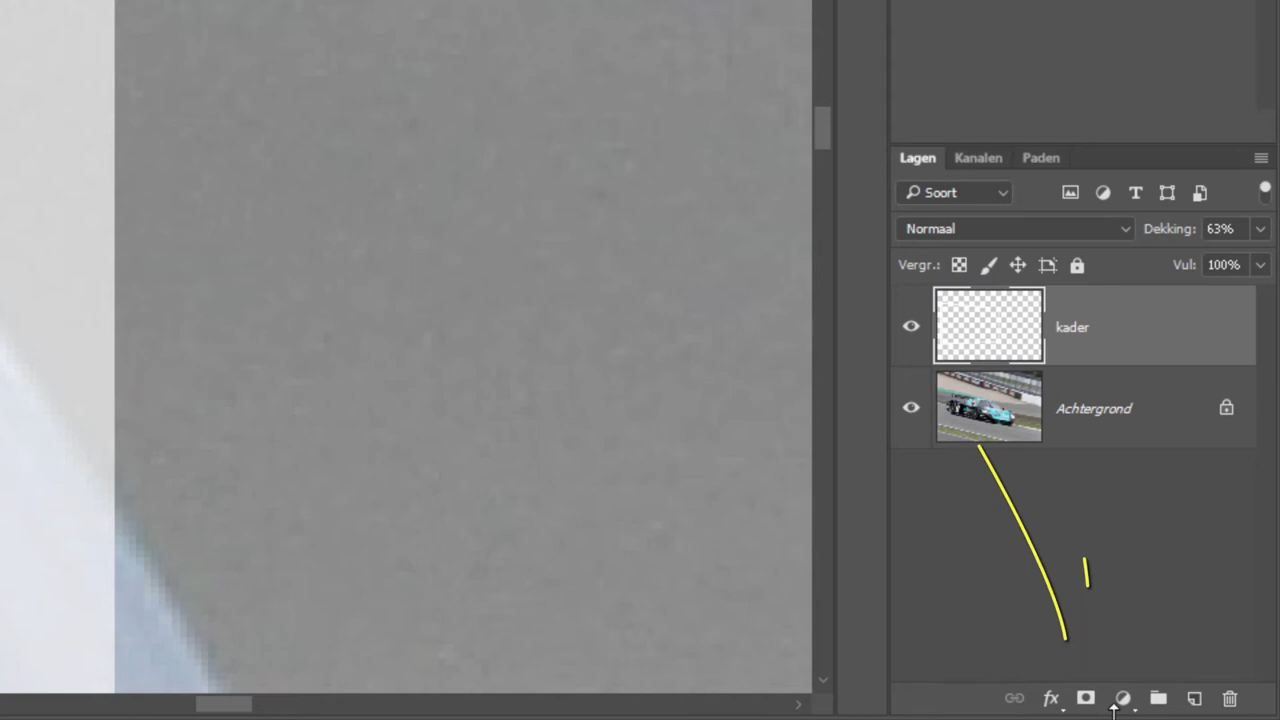 Lagen Kanalen Paden
Soort
Normaal Dekking: 63%
Vergr.: Vul: 100%
kader
Achtergrond
fx